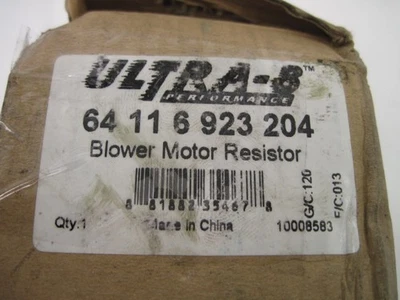 ULTRA-8™
PERFORMANCE
64 11 6 923 204
Blower Motor Resistor
8 81882 35467 8
G/C:120
F/C:013
Qty:1 Made in China 10008583